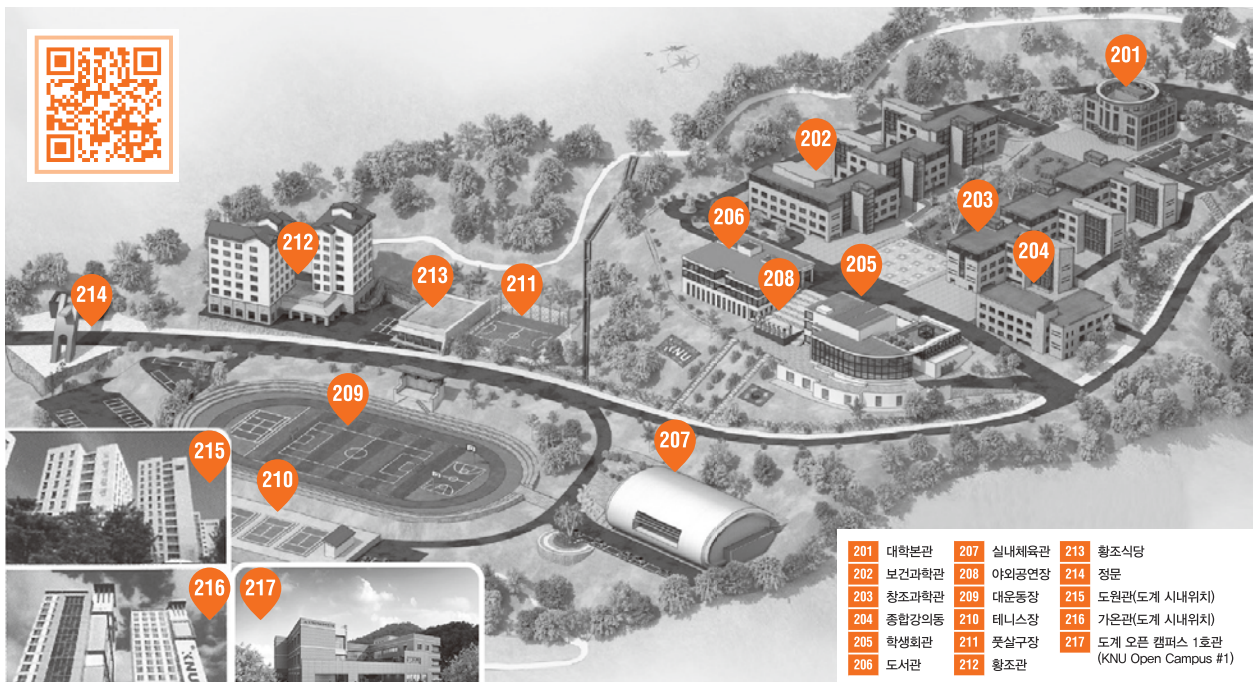 201
202
203
206
204
212
208
205
213
211
214
209
207
215
210
KNU
216
217
201 대학본관
202 보건과학관
203 창조과학관
204 종합강의동
205 학생회관
206 도서관
207 실내체육관
208 야외공연장
209 대운동장
210 테니스장
211 풋살구장
212 황조관
213 황조식당
214 정문
215 도원관(도계 시내위치)
216 가온관(도계 시내위치)
217 도계 오픈 캠퍼스 1호관
(KNU Open Campus #1)